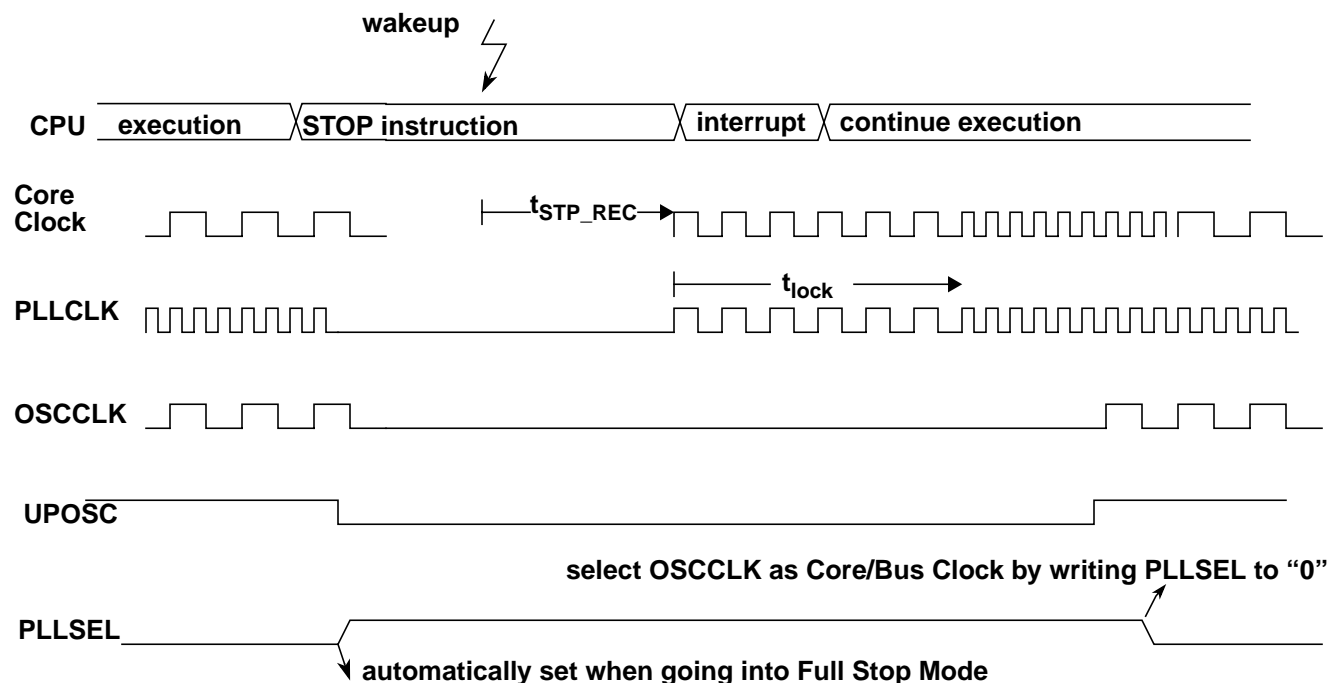 wakeup
CPU execution STOP instruction interrupt continue execution
Core
Clock
tSTP_REC
tlock
PLLCLK
OSCCLK
UPOSC
select OSCCLK as Core/Bus Clock by writing PLLSEL to “0”
PLLSEL
automatically set when going into Full Stop Mode